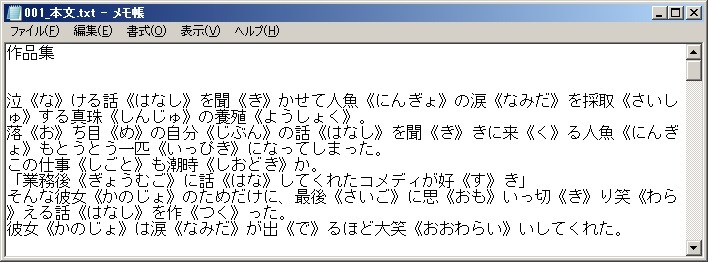 001_本文.txt - メモ帳
ファイル(F) 編集(E) 書式(O) 表示(V) ヘルプ(H)
作品集
泣《な》ける話《はなし》を聞《き》かせて人魚《にんぎょ》の涙《なみだ》を採取《さいし
ゅ》する真珠《しんじゅ》の養殖《ようしょく》。
落《お》ち目《め》の自分《じぶん》の話《はなし》を聞《き》きに来《く》る人魚《にんぎ
ょ》もとうとう一匹《いっぴき》になってしまった。
この仕事《しごと》も潮時《しおどき》か。
「業務後《ぎょうむご》に話《はな》してくれたコメディが好《す》き」
そんな彼女《かのじょ》のためだけに、最後《さいご》に思《おも》いっ切《き》り笑《わら
》える話《はなし》を作《つく》った。
彼女《かのじょ》は涙《なみだ》が出《で》るほど大笑《おおわらい》いしてくれた。